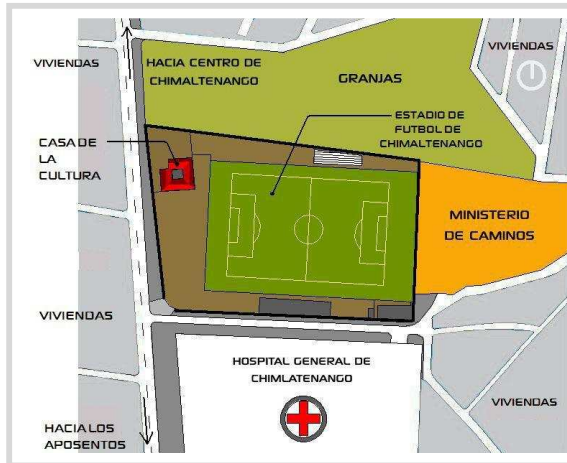 VIVIENDAS
HACIA CENTRO DE
CHIMALTENANGO
GRANJAS
VIVIENDAS
ESTADIO DE
FUTBOL DE
CHIMALTENANGO
CASA DE
LA
CULTURA
MINISTERIO
DE CAMINOS
VIVIENDAS
HOSPITAL GENERAL DE
CHIMLATENANGO
VIVIENDAS
HACIA LOS
APOSENTOS